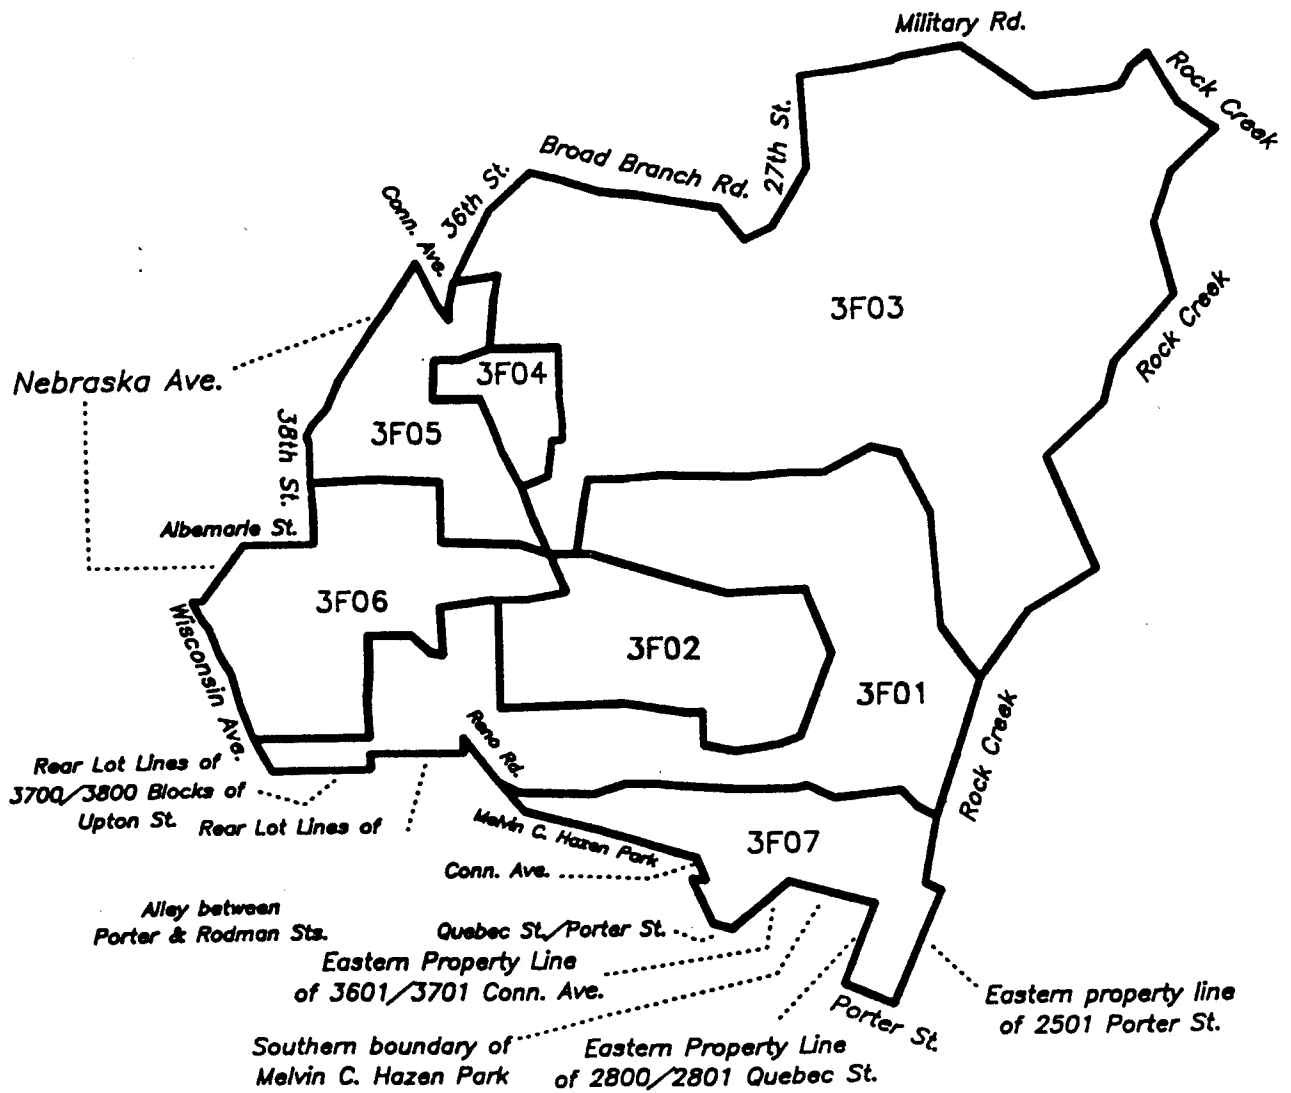 Military Rd.
Rock Creek
27th St.
Broad Branch Rd.
36th St.
Conn. Ave.
3F03
Rock Creek
Nebraska Ave.
3F04
3F05
38th St.
Albemarle St.
3F06
Wisconsin Ave.
3F02
3F01
Rock Creek
Reno Rd.
Rear Lot Lines of
3700/3800 Blocks of
Upton St.
Rear Lot Lines of
Melvin C. Hazen Park
3F07
Conn. Ave.
Alley between
Porter & Rodman Sts.
Quebec St./Porter St.
Eastern Property Line
of 3601/3701 Conn. Ave.
Eastern property line
of 2501 Porter St.
Porter St.
Southern boundary of
Melvin C. Hazen Park
Eastern Property Line
of 2800/2801 Quebec St.